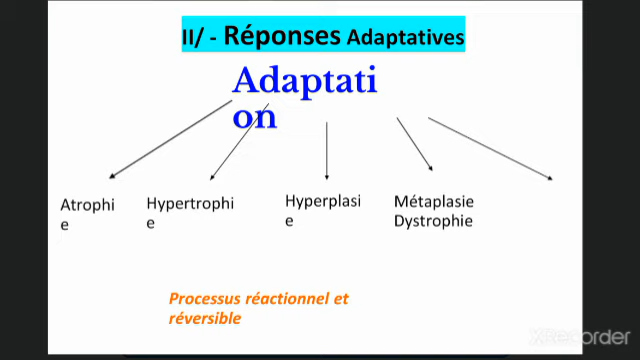 II/ - Réponses Adaptatives
Adaptati
on
Atrophi
e
Hypertrophi
e
Hyperplasi
e
Métaplasie
Dystrophie
Processus réactionnel et
réversible
XRecorder